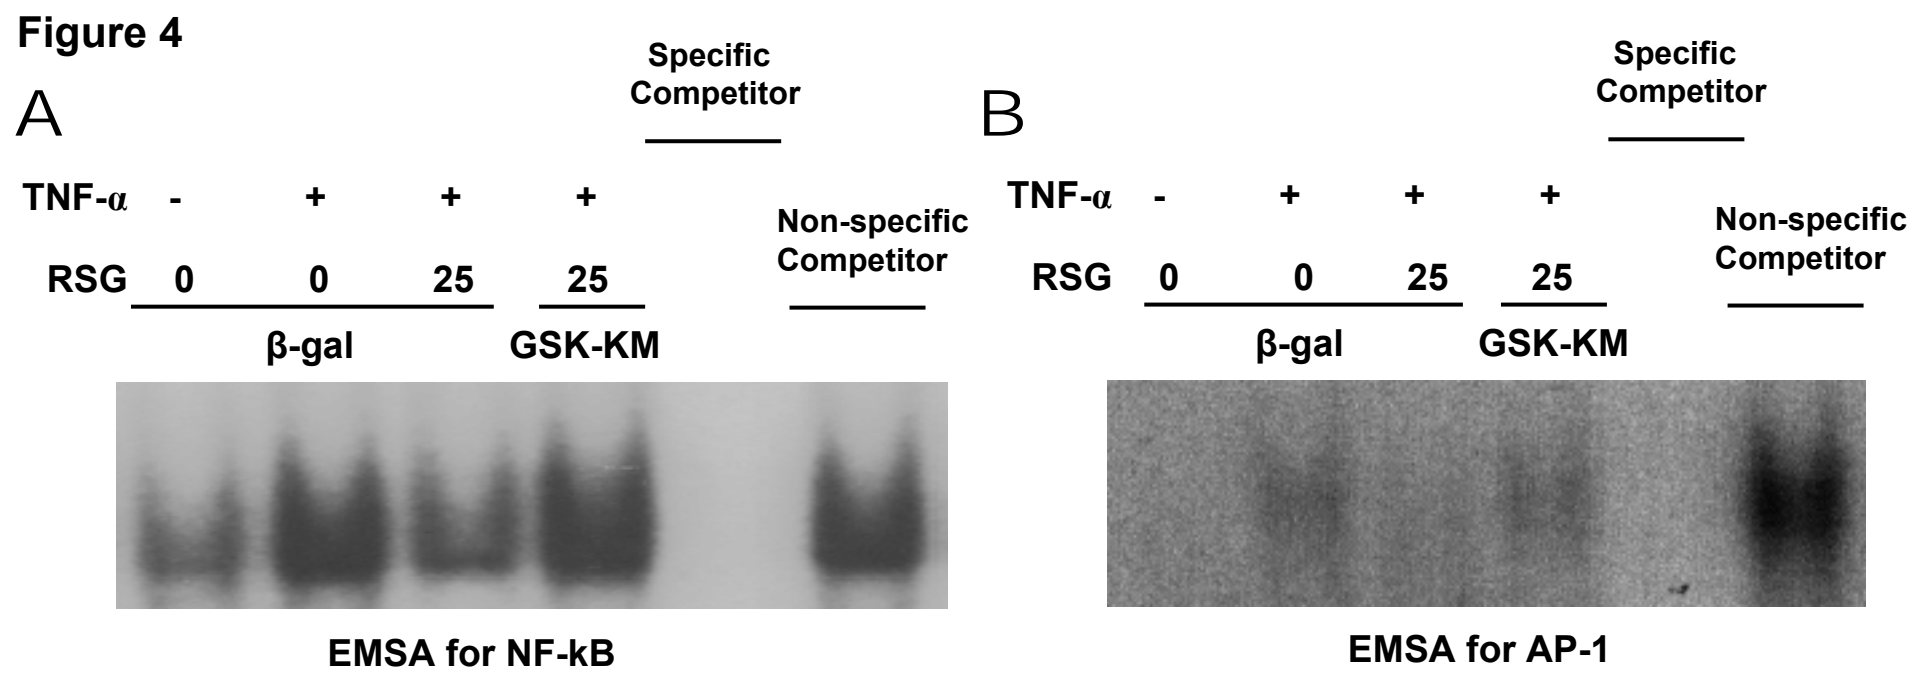 Figure 4
A
Specific
Competitor
TNF-α - + + +
Non-specific
Competitor
RSG 0 0 25 25
β-gal GSK-KM
EMSA for NF-kB
B
Specific
Competitor
TNF-α - + + +
Non-specific
Competitor
RSG 0 0 25 25
β-gal GSK-KM
EMSA for AP-1